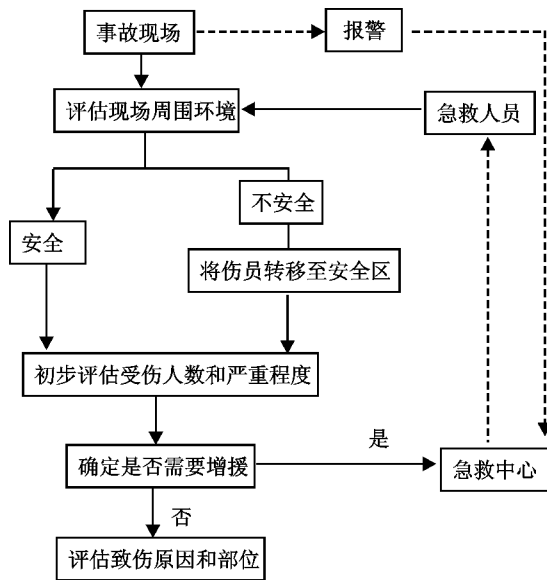 事故现场
报警
评估现场周围环境
急救人员
不安全
安全
将伤员转移至安全区
初步评估受伤人数和严重程度
是
确定是否需要增援
急救中心
否
评估致伤原因和部位